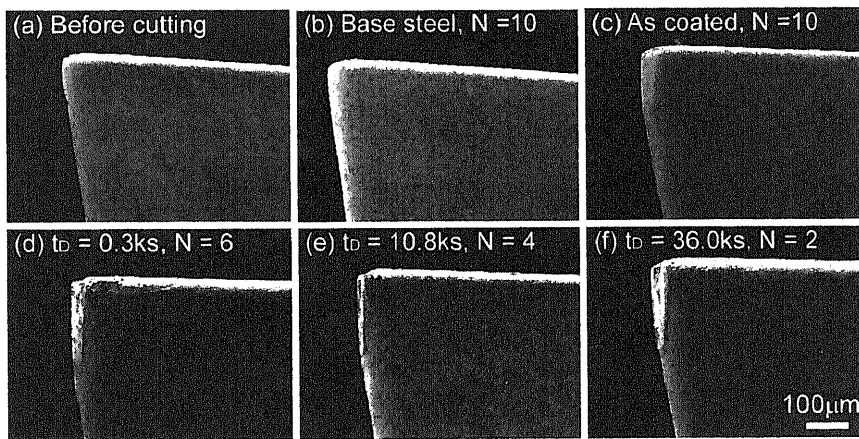 (a) Before cutting
(b) Base steel, N =10
(c) As coated, N =10
(d) tD = 0.3ks, N = 6
(e) tD = 10.8ks, N = 4
(f) tD = 36.0ks, N = 2
100μm